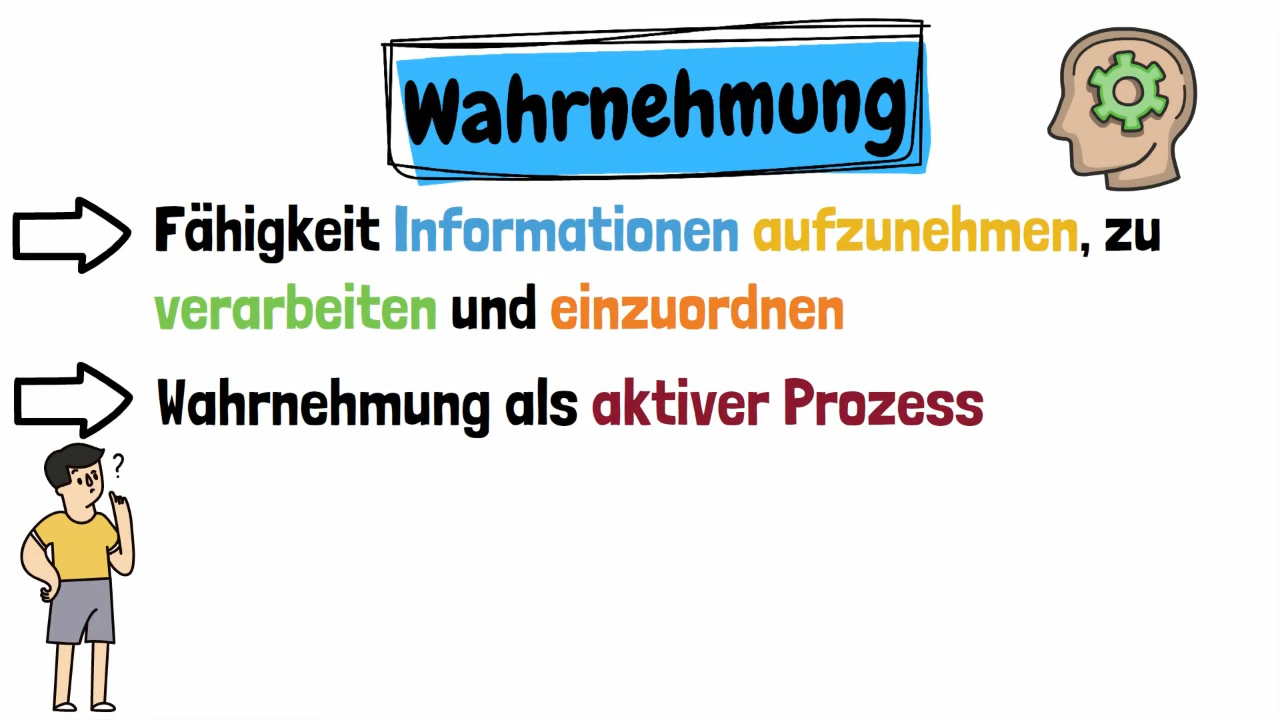 Wahrnehmung
Fähigkeit Informationen aufzunehmen, zu
verarbeiten und einzuordnen
Wahrnehmung als aktiver Prozess
?